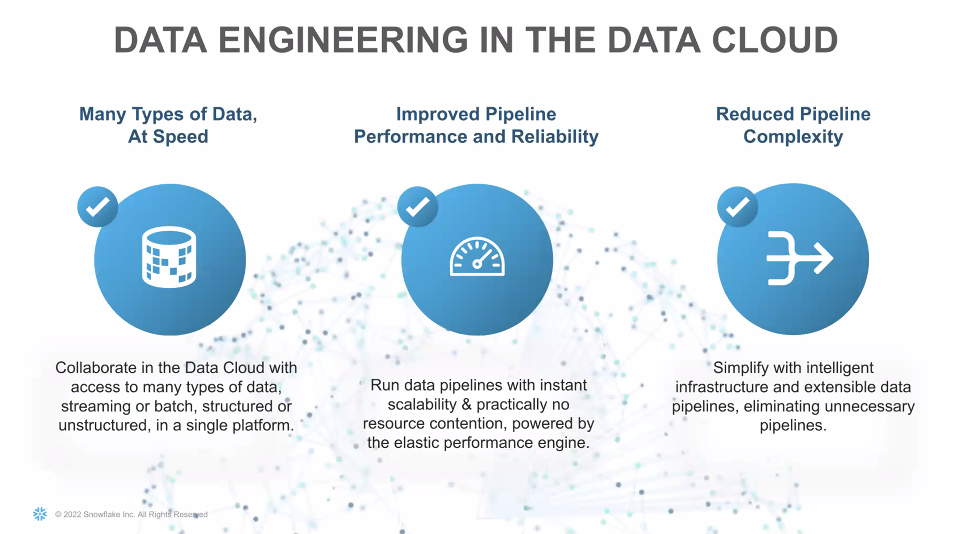 DATA ENGINEERING IN THE DATA CLOUD
Many Types of Data,
At Speed
Collaborate in the Data Cloud with
access to many types of data,
streaming or batch, structured or
unstructured, in a single platform.
Improved Pipeline
Performance and Reliability
Run data pipelines with instant
scalability & practically no
resource contention, powered by
the elastic performance engine.
Reduced Pipeline
Complexity
Simplify with intelligent
infrastructure and extensible data
pipelines, eliminating unnecessary
pipelines.
© 2022 Snowflake Inc. All Rights Reserved